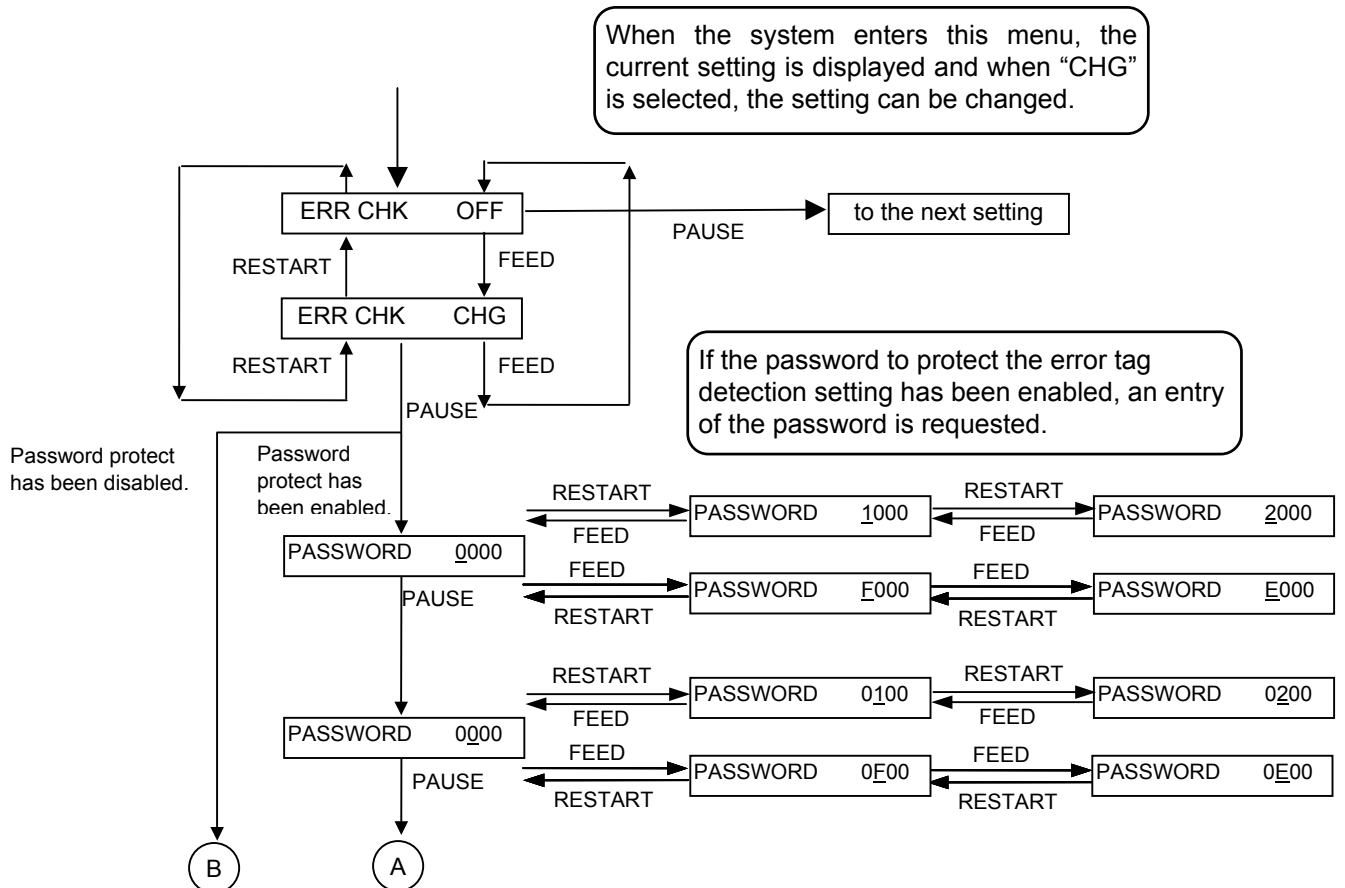 When the system enters this menu, the
current setting is displayed and when “CHG”
is selected, the setting can be changed.
ERR CHK OFF
to the next setting
PAUSE
RESTART
FEED
ERR CHK CHG
RESTART
FEED
If the password to protect the error tag
detection setting has been enabled, an entry
of the password is requested.
PAUSE
Password protect
has been disabled.
Password
protect has
been enabled.
RESTART
RESTART
PASSWORD 1000
PASSWORD 2000
FEED
FEED
PASSWORD 0000
FEED
FEED
PAUSE
PASSWORD F000
PASSWORD E000
RESTART
RESTART
RESTART
RESTART
PASSWORD 0100
PASSWORD 0200
FEED
FEED
PASSWORD 0000
FEED
FEED
PAUSE
PASSWORD 0F00
PASSWORD 0E00
RESTART
RESTART
B
A